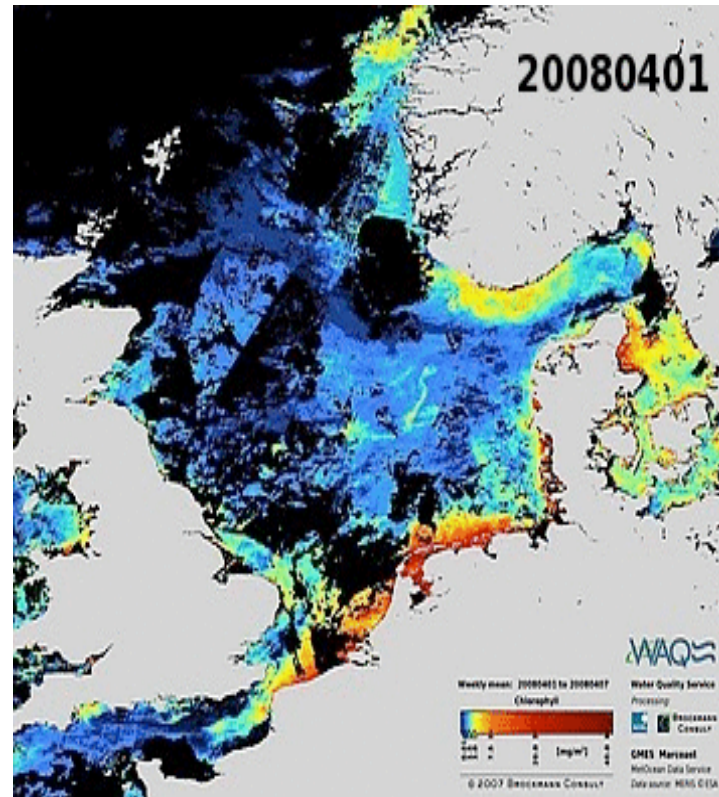 20080401
WAQ
Weekly mean: 20080401 to 20080407
Chlorophyll
[mg/m³]
© 2007 BROCKMANN CONSULT
Water Quality Service
Processing:
BROCKMANN
CONSULT
GMES Marcoast
MetOcean Data Service
Data source: MERIS ©ESA